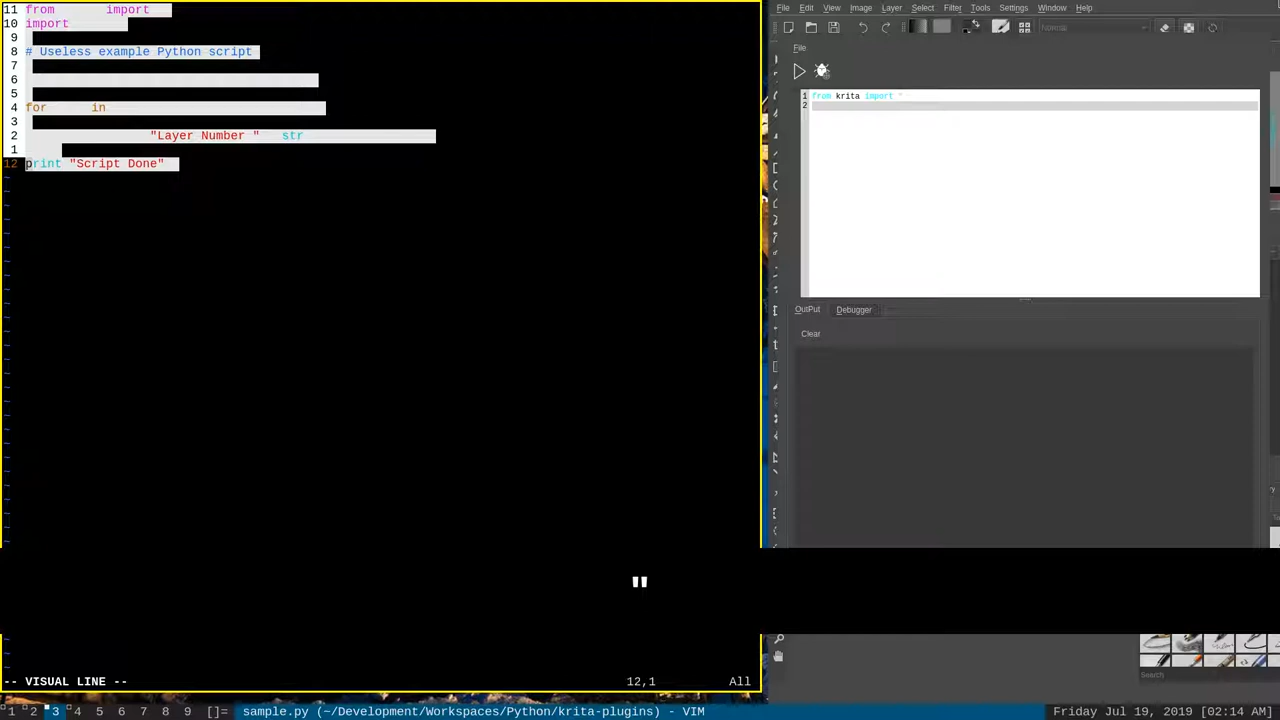 11 from import
10 import
9
8 # Useless example Python script
7
6
5
4 for in
3
2 "Layer Number " str
1
12 print "Script Done"
-- VISUAL LINE -- 12,1 All
File Edit View Image Layer Select Filter Tools Settings Window Help
Normal
File
1 from krita import *
2
OutPut Debugger
Clear
"
Search
1 2 3 4 5 6 7 8 9 []= sample.py (~/Development/Workspaces/Python/krita-plugins) - VIM Friday Jul 19, 2019 [02:14 AM]